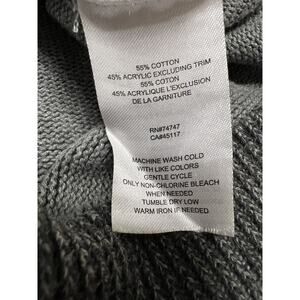 55% COTTON
45% ACRYLIC EXCLUDING TRIM
55% COTON
45% ACRYLIQUE L'EXCLUSION
DE LA GARNITURE
RN#74747
CA#45117
MACHINE WASH COLD
WITH LIKE COLORS
GENTLE CYCLE
ONLY NON-CHLORINE BLEACH
WHEN NEEDED
TUMBLE DRY LOW
WARM IRON IF NEEDED